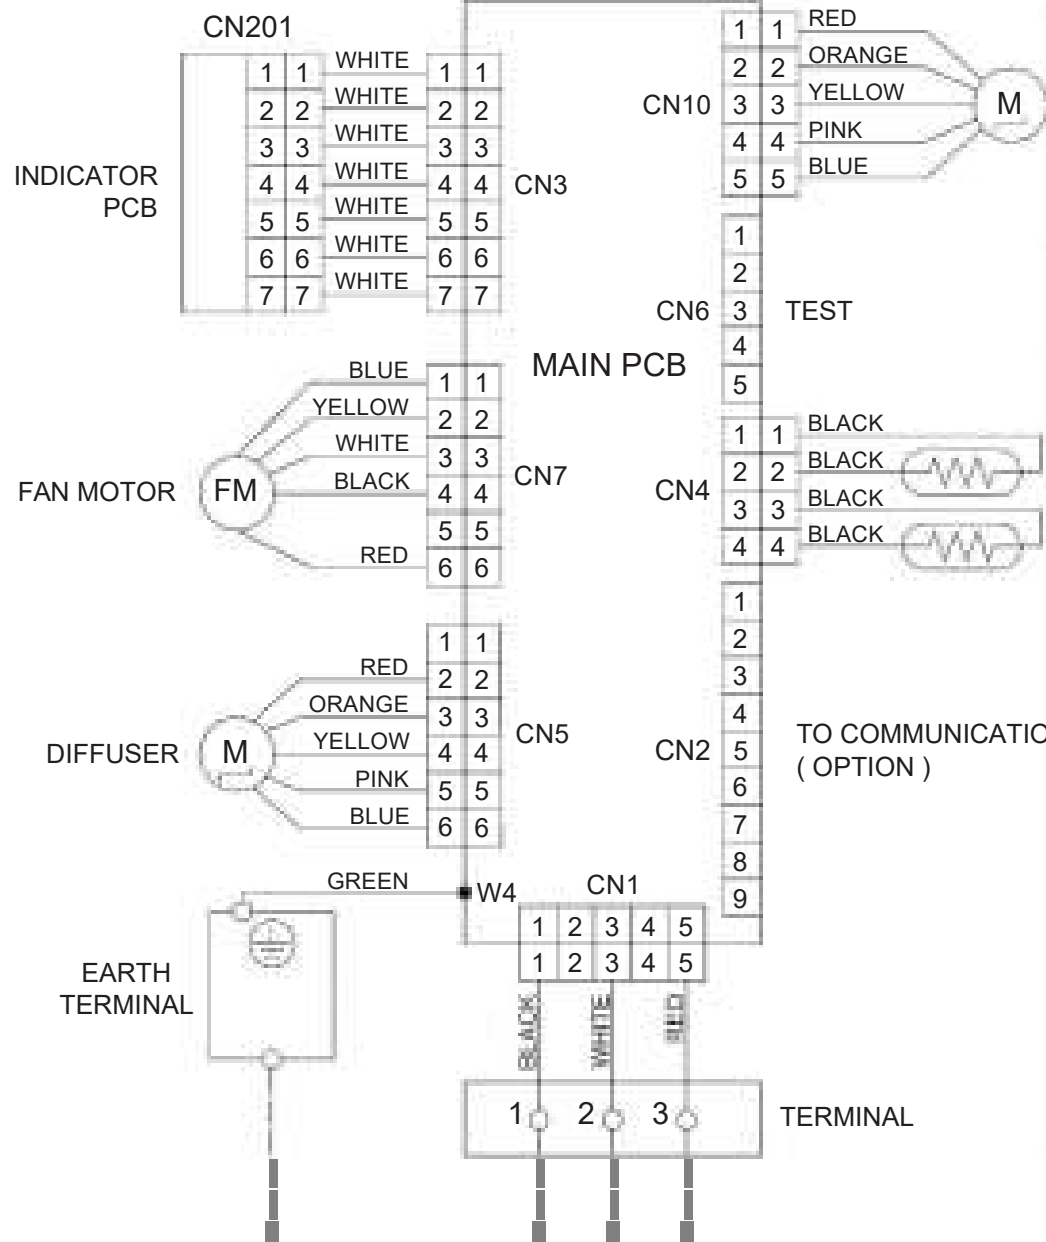 CN201
INDICATOR
PCB
1 1 WHITE 1 1
2 2 WHITE 2 2
3 3 WHITE 3 3
4 4 WHITE 4 4
5 5 WHITE 5 5
6 6 WHITE 6 6
7 7 WHITE 7 7
CN3
FAN MOTOR
FM
BLUE 1 1
YELLOW 2 2
WHITE 3 3
BLACK 4 4
5 5
RED 6 6
CN7
DIFFUSER
M
1 1
RED 2 2
ORANGE 3 3
YELLOW 4 4
PINK 5 5
BLUE 6 6
CN5
GREEN
W4
EARTH
TERMINAL
MAIN PCB
CN10
1 1 RED
2 2 ORANGE
3 3 YELLOW
4 4 PINK
5 5 BLUE
M
CN6
1
2
3
4
5
TEST
CN4
1 1 BLACK
2 2 BLACK
3 3 BLACK
4 4 BLACK
CN2
1
2
3
4
5
6
7
8
9
TO COMMUNICATIO
( OPTION )
CN1
1 2 3 4 5
1 2 3 4 5
BLACK
WHITE
RED
1 2 3
TERMINAL